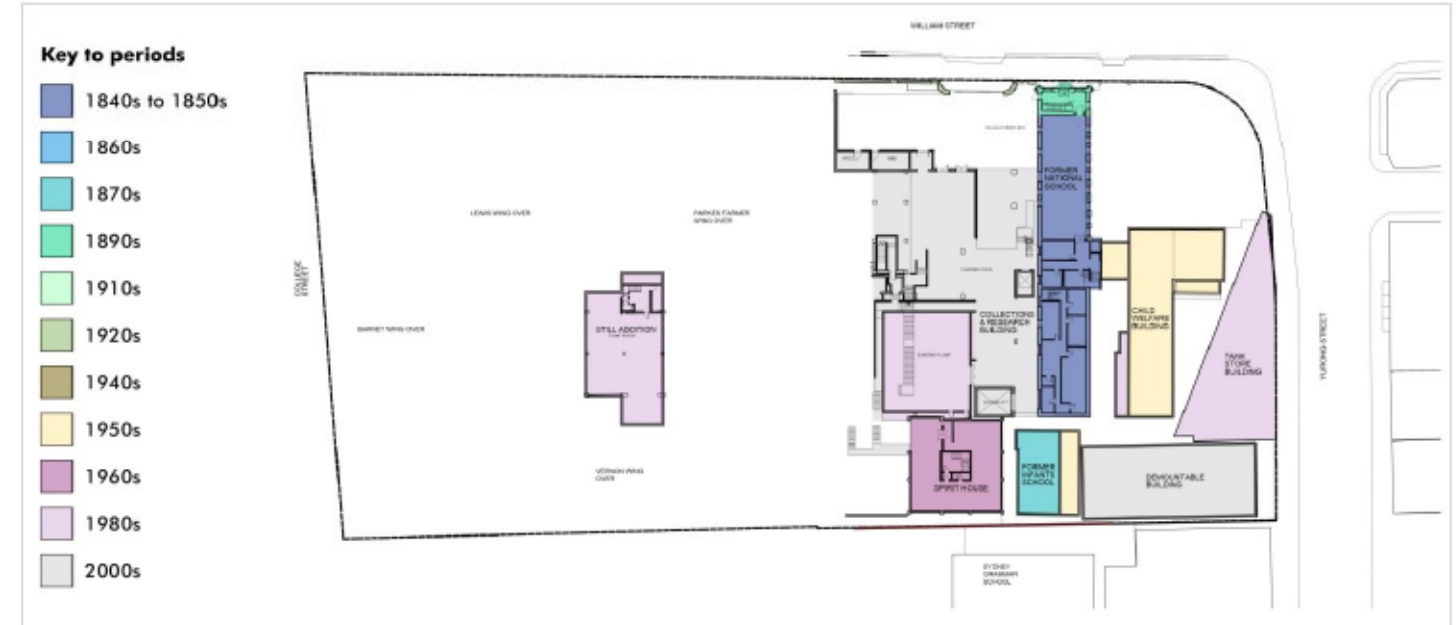 WILLIAM STREET
Key to periods
1840s to 1850s
1860s
1870s
1890s
1910s
1920s
1940s
1950s
1960s
1980s
2000s
COLLEGE
STREET
LEWIS WING OVER
PARKES FARMER
WING OVER
BARNET WING OVER
STILL ADDITION
VERNON WING
OVER
FORMER
NATIONAL
SCHOOL
COLLECTIONS
& RESEARCH
BUILDING
CHILD
WELFARE
BUILDING
TANK
STORE
BUILDING
YURONG STREET
SPIRIT HOUSE
FORMER
INFANTS
SCHOOL
DEMOUNTABLE
BUILDING
SYDNEY
GRAMMAR
SCHOOL